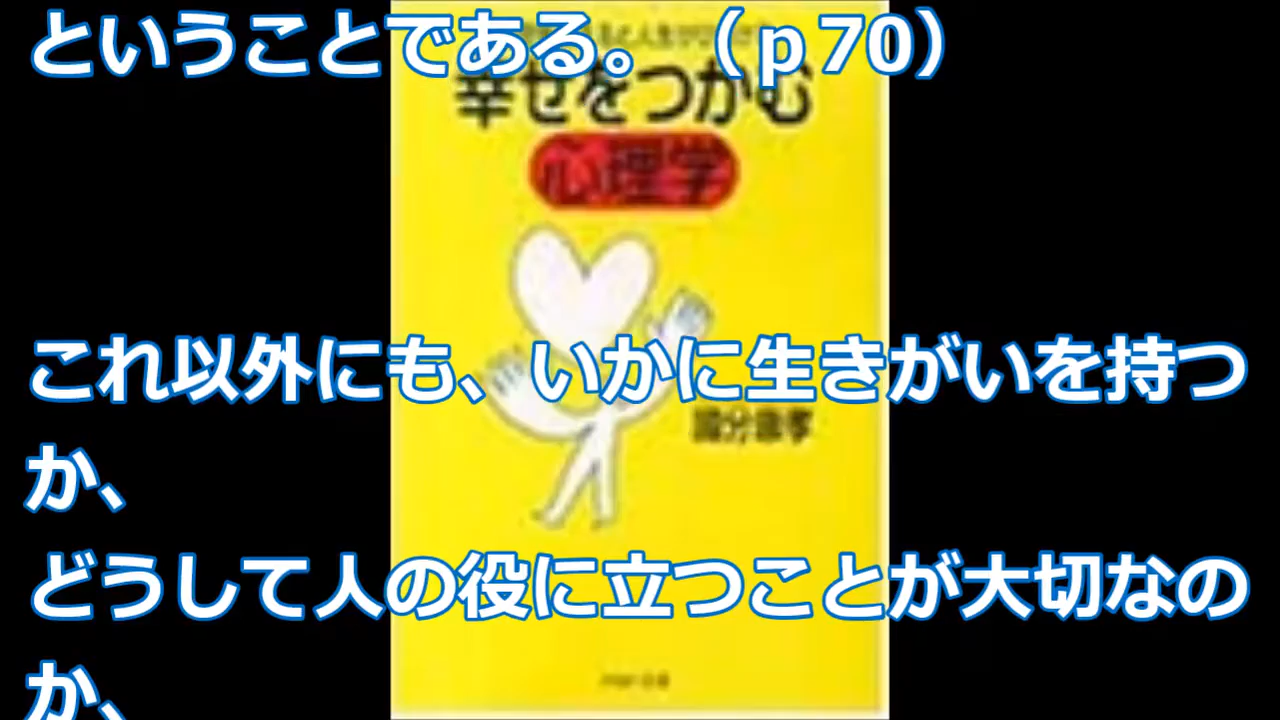 ということである。（ｐ70）
幸せをつかむ
心理学
これ以外にも、いかに生きがいを持つ
か、
國分康孝
どうして人の役に立つことが大切なの
か、